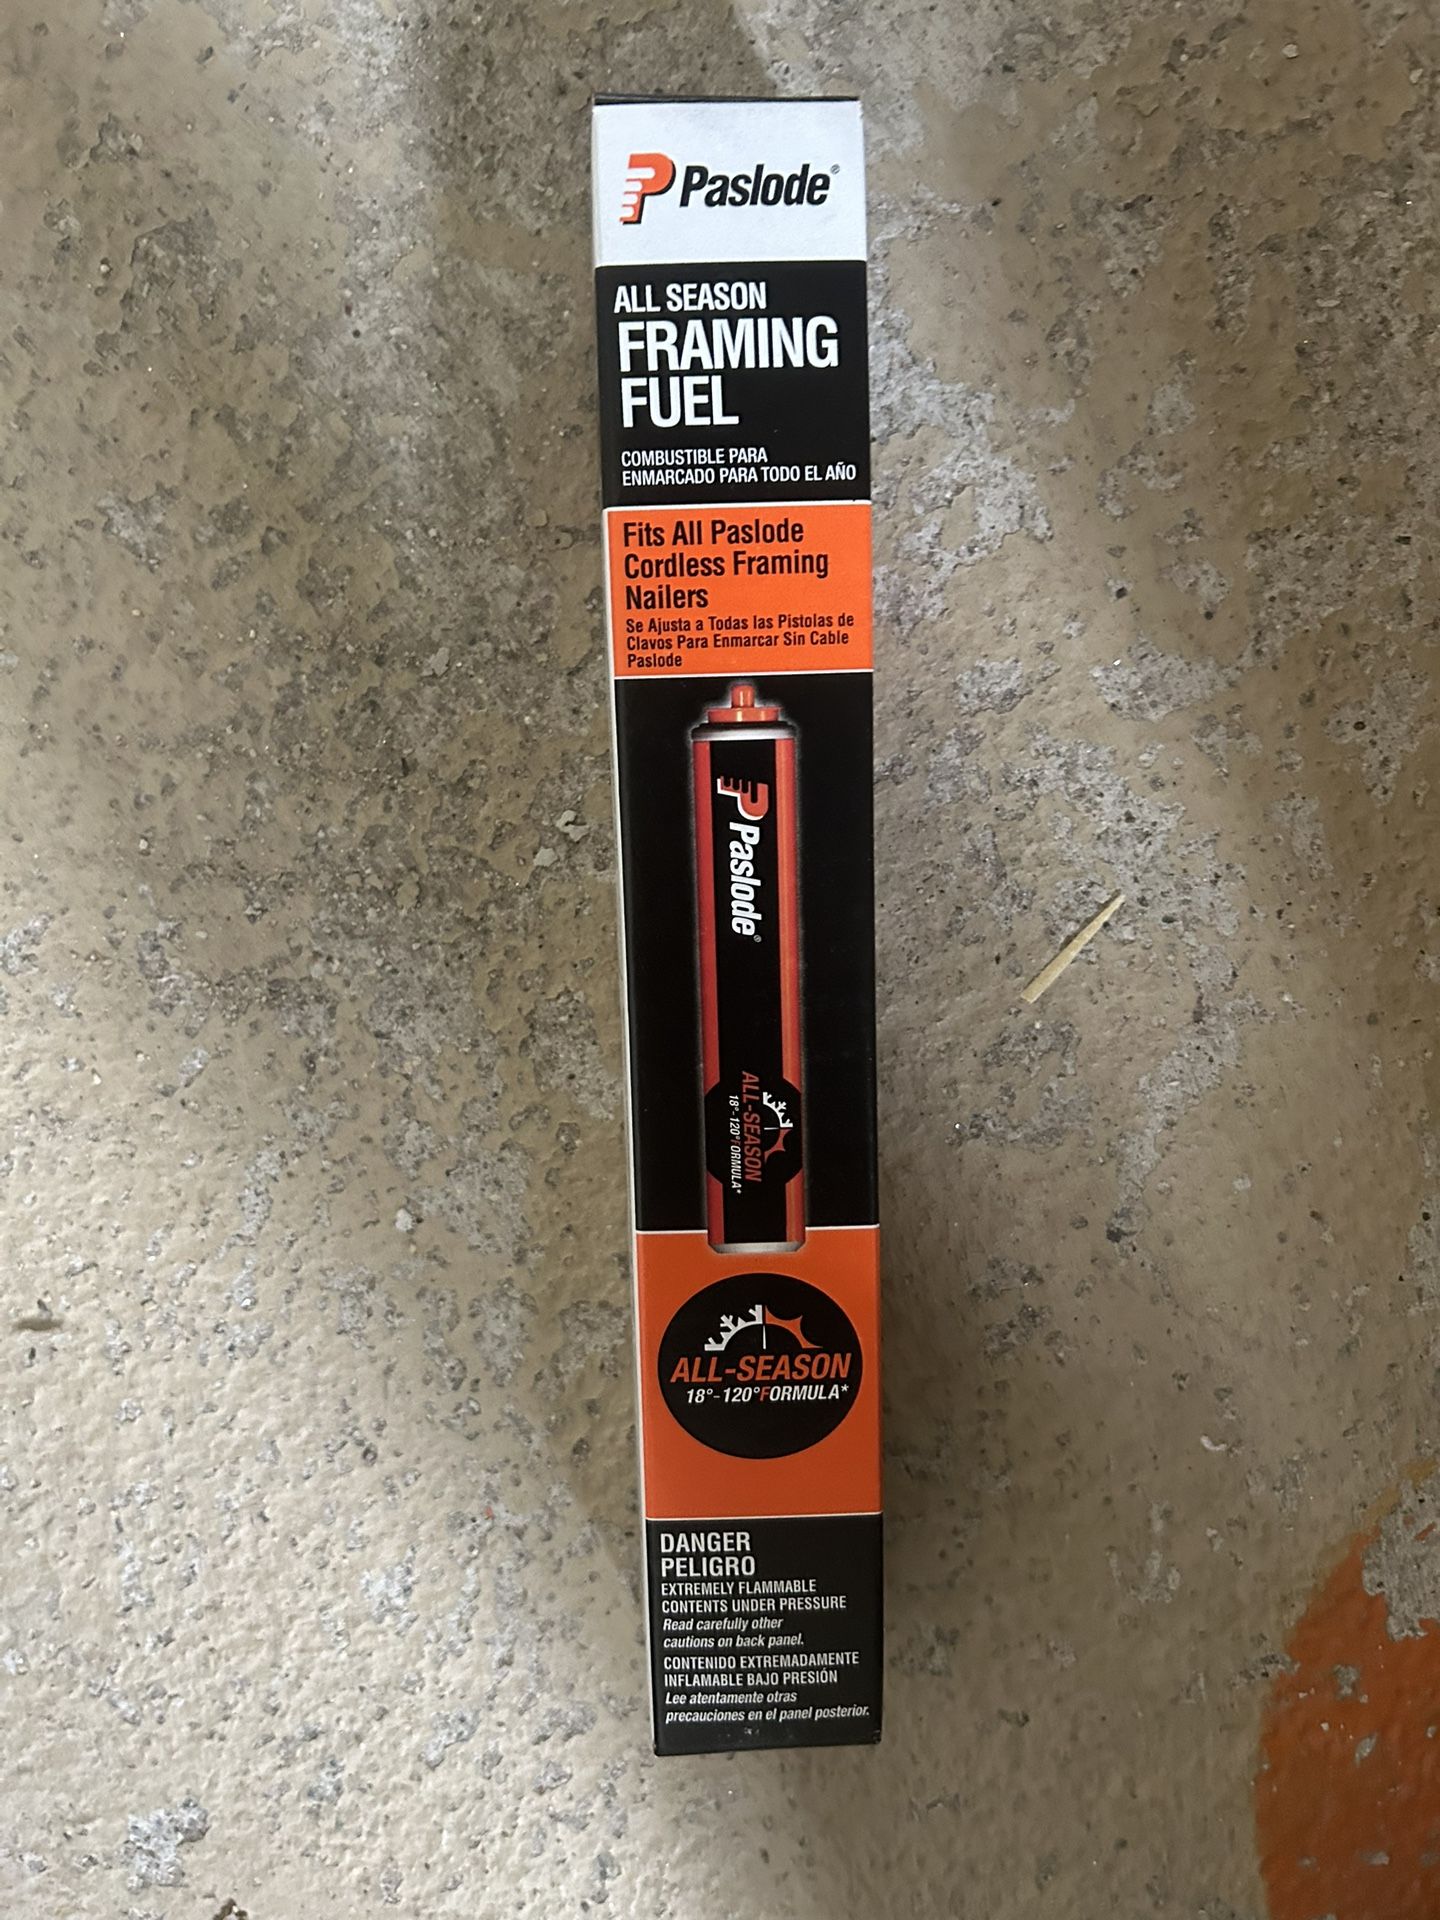 Paslode®
ALL SEASON
FRAMING
FUEL
COMBUSTIBLE PARA
ENMARCADO PARA TODO EL AÑO
Fits All Paslode
Cordless Framing
Nailers
Se Ajusta a Todas las Pistolas de
Clavos Para Enmarcar Sin Cable
Paslode
Paslode®
ALL-SEASON
18°-120°FORMULA*
ALL-SEASON
18°-120°FORMULA*
DANGER
PELIGRO
EXTREMELY FLAMMABLE
CONTENTS UNDER PRESSURE
Read carefully other
cautions on back panel.
CONTENIDO EXTREMADAMENTE
INFLAMABLE BAJO PRESIÓN
Lee atentamente otras
precauciones en el panel posterior.